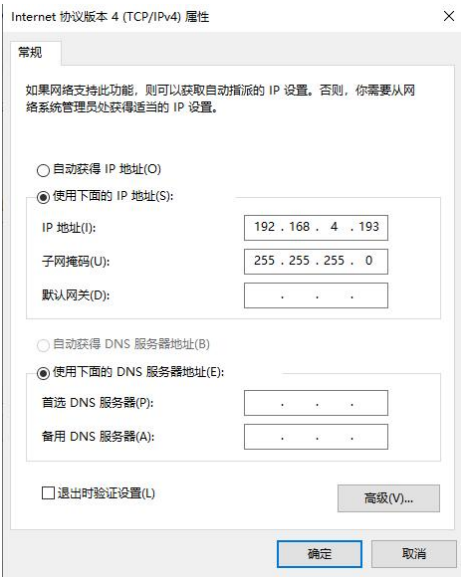 Internet 协议版本 4 (TCP/IPv4) 属性
常规
如果网络支持此功能，则可以获取自动指派的 IP 设置。否则，你需要从网
络系统管理员处获得适当的 IP 设置。
自动获得 IP 地址(O)
使用下面的 IP 地址(S):
IP 地址(I): 192 . 168 . 4 . 193
子网掩码(U): 255 . 255 . 255 . 0
默认网关(D): . . .
自动获得 DNS 服务器地址(B)
使用下面的 DNS 服务器地址(E):
首选 DNS 服务器(P): . . .
备用 DNS 服务器(A): . . .
退出时验证设置(L)
高级(V)...
确定 取消